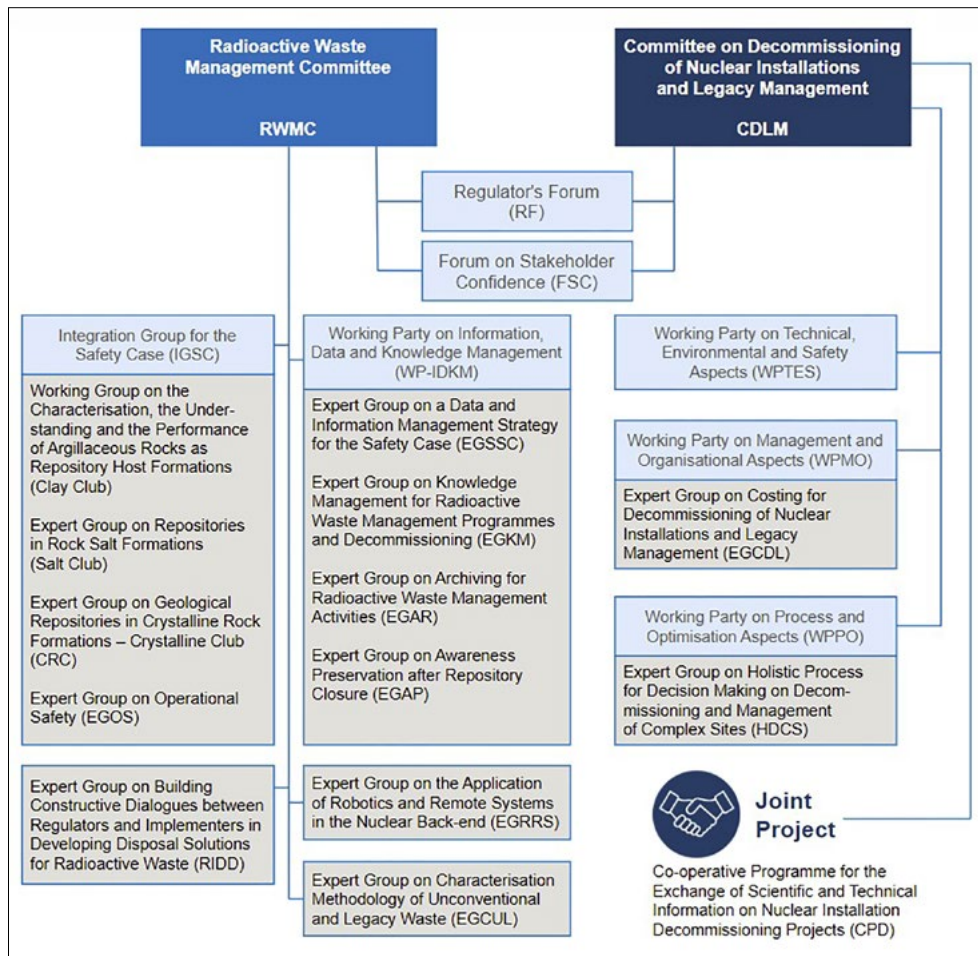 Radioactive Waste
Management Committee
RWMC
Committee on Decommissioning
of Nuclear Installations
and Legacy Management
CDLM
Regulator's Forum
(RF)
Forum on Stakeholder
Confidence (FSC)
Integration Group for the
Safety Case (IGSC)
Working Group on the
Characterisation, the Under-
standing and the Performance
of Argillaceous Rocks as
Repository Host Formations
(Clay Club)
Expert Group on Repositories
in Rock Salt Formations
(Salt Club)
Expert Group on Geological
Repositories in Crystalline Rock
Formations – Crystalline Club
(CRC)
Expert Group on Operational
Safety (EGOS)
Working Party on Information,
Data and Knowledge Management
(WP-IDKM)
Expert Group on a Data and
Information Management Strategy
for the Safety Case (EGSSC)
Expert Group on Knowledge
Management for Radioactive
Waste Management Programmes
and Decommissioning (EGKM)
Expert Group on Archiving for
Radioactive Waste Management
Activities (EGAR)
Expert Group on Awareness
Preservation after Repository
Closure (EGAP)
Working Party on Technical,
Environmental and Safety
Aspects (WPTES)
Working Party on Management and
Organisational Aspects (WPMO)
Expert Group on Costing for
Decommissioning of Nuclear
Installations and Legacy
Management (EGCDL)
Working Party on Process and
Optimisation Aspects (WPPO)
Expert Group on Holistic Process
for Decision Making on Decom-
missioning and Management
of Complex Sites (HDCS)
Expert Group on Building
Constructive Dialogues between
Regulators and Implementers in
Developing Disposal Solutions
for Radioactive Waste (RIDD)
Expert Group on the Application
of Robotics and Remote Systems
in the Nuclear Back-end (EGRRS)
Expert Group on Characterisation
Methodology of Unconventional
and Legacy Waste (EGCUL)
Joint
Project
Co-operative Programme for the
Exchange of Scientific and Technical
Information on Nuclear Installation
Decommissioning Projects (CPD)